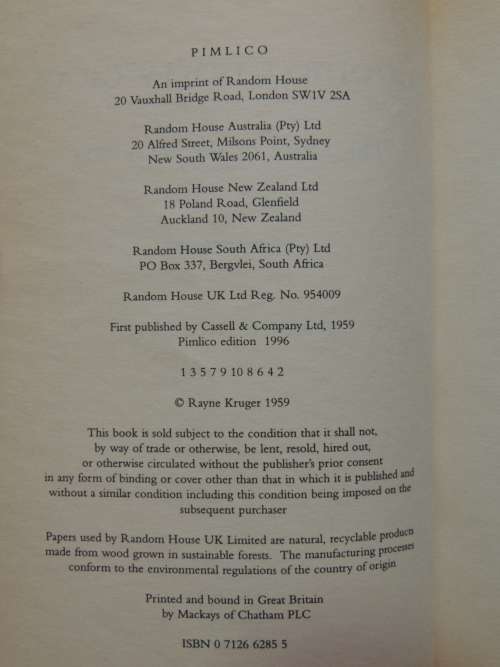 PIMLICO
An imprint of Random House
20 Vauxhall Bridge Road, London SW1V 2SA
Random House Australia (Pty) Ltd
20 Alfred Street, Milsons Point, Sydney
New South Wales 2061, Australia
Random House New Zealand Ltd
18 Poland Road, Glenfield
Auckland 10, New Zealand
Random House South Africa (Pty) Ltd
PO Box 337, Bergvlei, South Africa
Random House UK Ltd Reg. No. 954009
First published by Cassell & Company Ltd, 1959
Pimlico edition 1996
1 3 5 7 9 10 8 6 4 2
© Rayne Kruger 1959
This book is sold subject to the condition that it shall not,
by way of trade or otherwise, be lent, resold, hired out,
or otherwise circulated without the publisher's prior consent
in any form of binding or cover other than that in which it is published and
without a similar condition including this condition being imposed on the
subsequent purchaser
Papers used by Random House UK Limited are natural, recyclable products
made from wood grown in sustainable forests. The manufacturing processes
conform to the environmental regulations of the country of origin
Printed and bound in Great Britain
by Mackays of Chatham PLC
ISBN 0 7126 6285 5